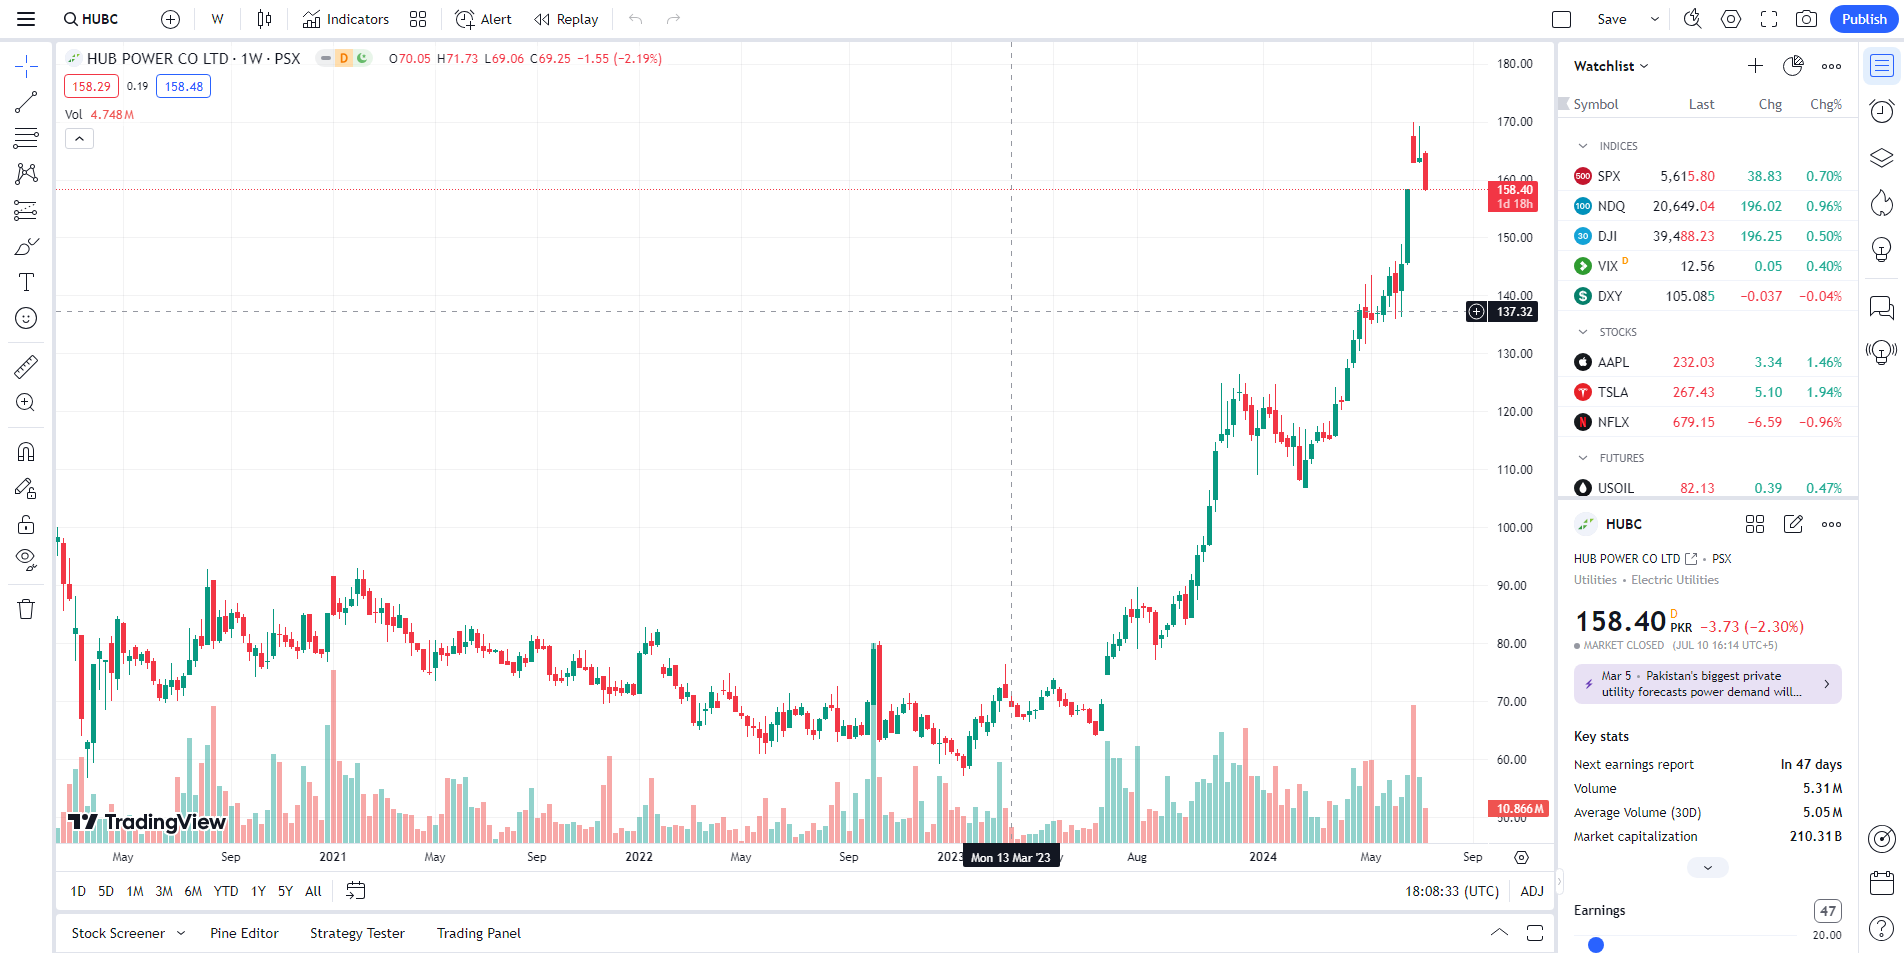 HUBC
W
Indicators
Alert
Replay
Save
Publish
HUB POWER CO LTD · 1W · PSX
D
O70.05 H71.73 L69.06 C69.25 −1.55 (−2.19%)
158.29
0.19
158.48
Vol 4.748M
180.00
170.00
160.00
158.40
1d 18h
150.00
140.00
137.32
130.00
120.00
110.00
100.00
90.00
80.00
70.00
60.00
10.866M
50.00
TradingView
May
Sep
2021
May
Sep
2022
May
Sep
2023
Mon 13 Mar '23
Aug
2024
May
Sep
1D 5D 1M 3M 6M YTD 1Y 5Y All
18:08:33 (UTC)
ADJ
Stock Screener
Pine Editor
Strategy Tester
Trading Panel
Watchlist
Symbol Last Chg Chg%
INDICES
500 SPX 5,615.80 38.83 0.70%
100 NDQ 20,649.04 196.02 0.96%
30 DJI 39,488.23 196.25 0.50%
VIX D 12.56 0.05 0.40%
$ DXY 105.085 −0.037 −0.04%
STOCKS
AAPL 232.03 3.34 1.46%
TSLA 267.43 5.10 1.94%
N NFLX 679.15 −6.59 −0.96%
FUTURES
USOIL 82.13 0.39 0.47%
HUBC
HUB POWER CO LTD • PSX
Utilities • Electric Utilities
158.40 D PKR −3.73 (−2.30%)
MARKET CLOSED (JUL 10 16:14 UTC+5)
Mar 5 • Pakistan's biggest private
utility forecasts power demand will...
Key stats
Next earnings report In 47 days
Volume 5.31M
Average Volume (30D) 5.05M
Market capitalization 210.31B
Earnings
47
20.00